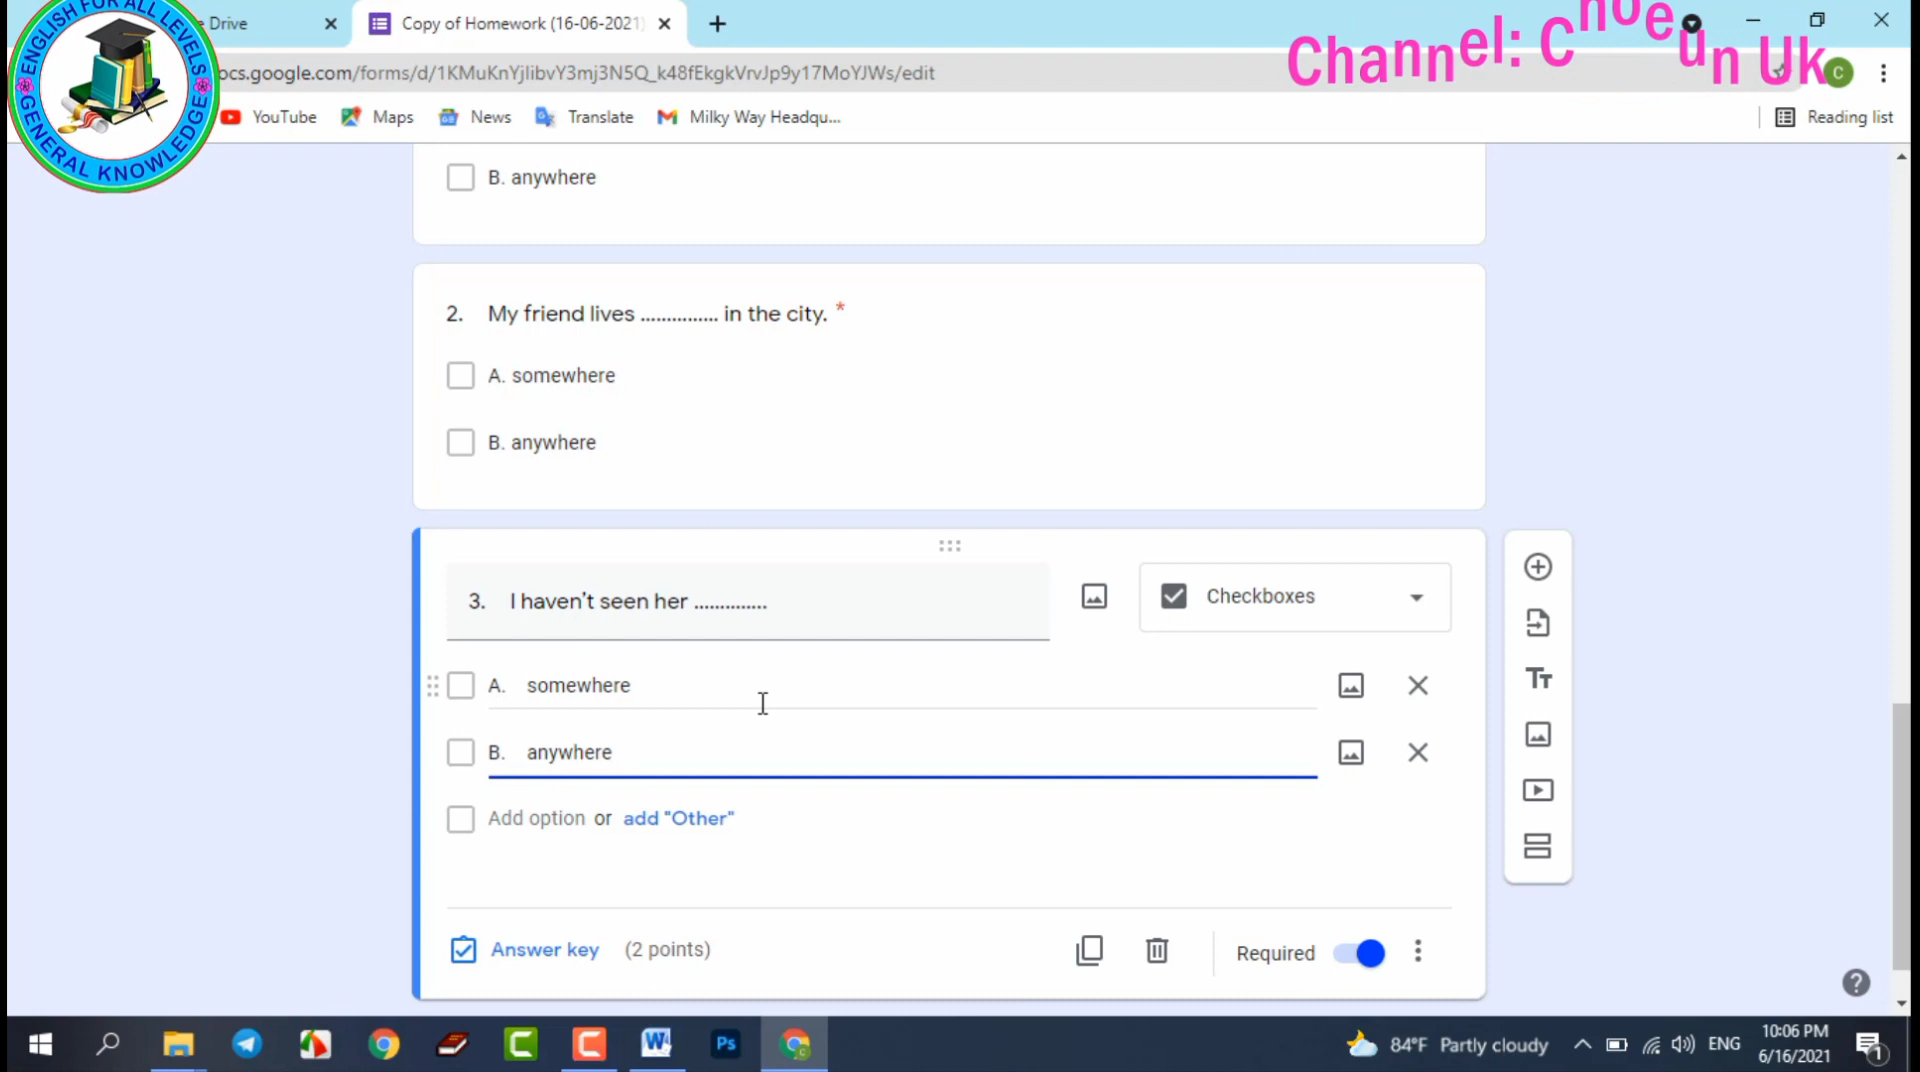 ENGLISH FOR ALL LEVELS
GENERAL KNOWLEDGE
e Drive
Copy of Homework (16-06-2021)
Channel: Choeun Uk
ocs.google.com/forms/d/1KMuKnYjlibvY3mj3N5Q_k48fEkgkVrvJp9y17MoYJWs/edit
C
YouTube
Maps
News
Translate
Milky Way Headqu...
Reading list
B. anywhere
2. My friend lives ............... in the city. *
A. somewhere
B. anywhere
3. I haven't seen her ..............
Checkboxes
A. somewhere
B. anywhere
Add option or add "Other"
Answer key (2 points)
Required
84°F Partly cloudy
ENG
10:06 PM
6/16/2021
1